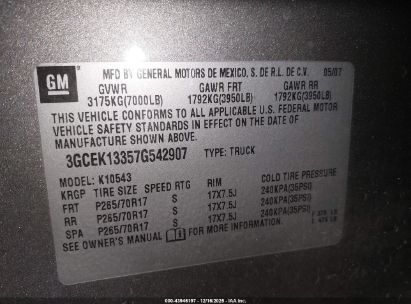 GM
MFD BY GENERAL MOTORS DE MEXICO, S. DE R.L. DE C.V. 05/07
GVWR GAWR FRT GAWR RR
3175KG(7000LB) 1792KG(3950LB) 1792KG(3950LB)
THIS VEHICLE CONFORMS TO ALL APPLICABLE U.S. FEDERAL MOTOR
VEHICLE SAFETY STANDARDS IN EFFECT ON THE DATE OF
MANUFACTURE SHOWN ABOVE.
3GCEK13357G542907 TYPE: TRUCK
MODEL: K10543
KRGP TIRE SIZE SPEED RTG RIM COLD TIRE PRESSURE
FRT P265/70R17 S 17X7.5J 240KPA(35PSI)
RR P265/70R17 S 17X7.5J 240KPA(35PSI)
SPA P265/70R17 S 17X7.5J 240KPA(35PSI)
SEE OWNER'S MANUAL FOR MORE INFORMATION.
000-43946197 - 12/16/2025 - IAA, LLC